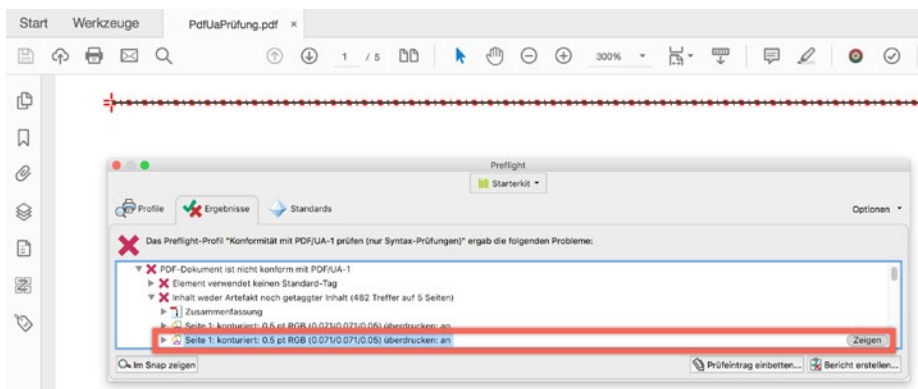 Start Werkzeuge PdfUaPrüfung.pdf ×
1 / 5 300%
Preflight
Starterkit
Profile Ergebnisse Standards Optionen
Das Preflight-Profil "Konformität mit PDF/UA-1 prüfen (nur Syntax-Prüfungen)" ergab die folgenden Probleme:
PDF-Dokument ist nicht konform mit PDF/UA-1
Element verwendet keinen Standard-Tag
Inhalt weder Artefakt noch getaggter Inhalt (482 Treffer auf 5 Seiten)
Zusammenfassung
Seite 1: konturiert: 0.5 pt RGB (0.071/0.071/0.05) überdrucken: an
Seite 1: konturiert: 0.5 pt RGB (0.071/0.071/0.05) überdrucken: an Zeigen
Im Snap zeigen Prüfeintrag einbetten... Bericht erstellen...